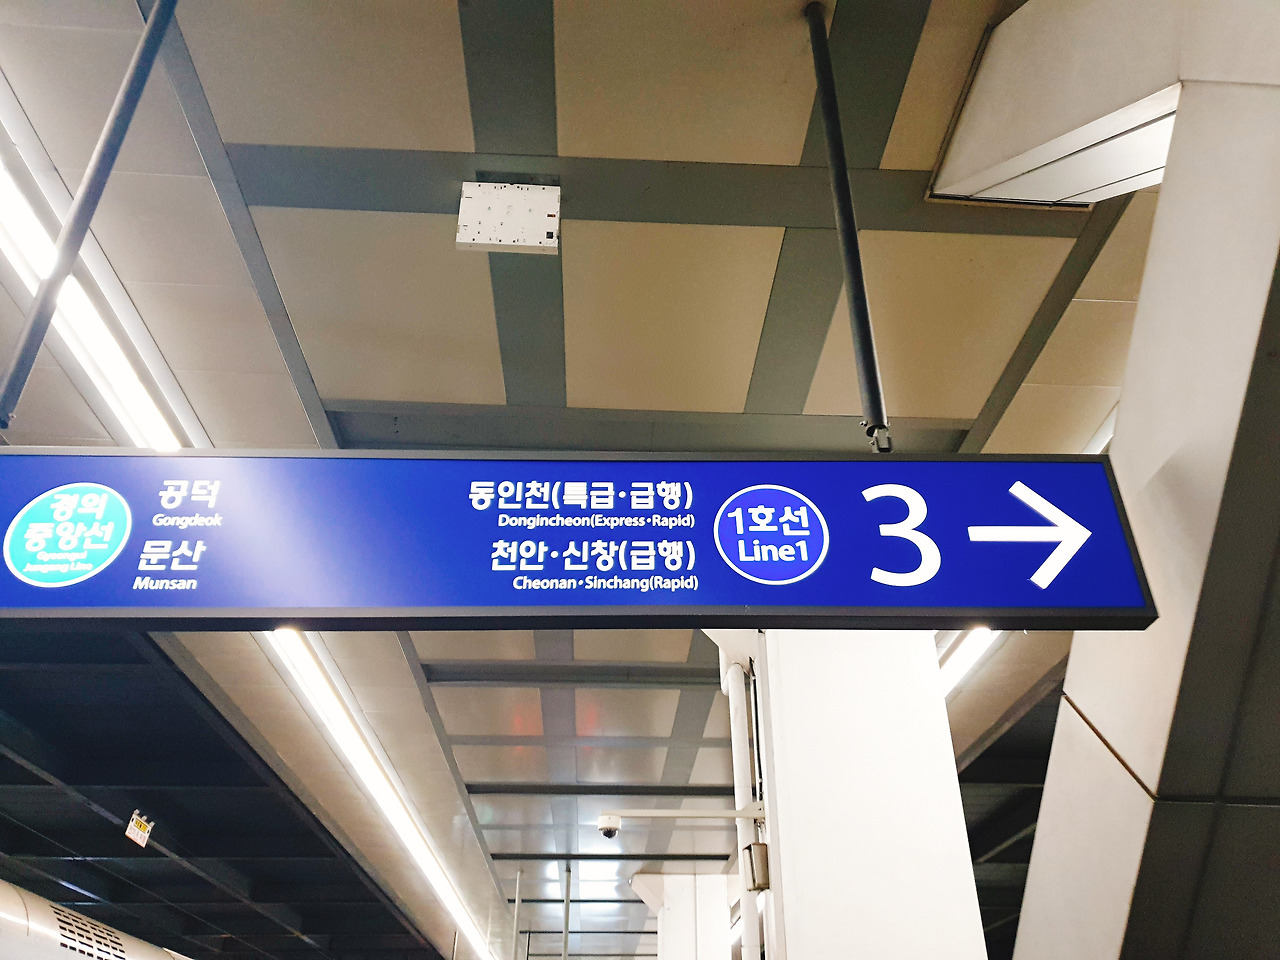 경의
중앙선
Gyeongui
Jungang Line
공덕
Gongdeok
문산
Munsan
동인천(특급·급행)
Dongincheon(Express·Rapid)
천안·신창(급행)
Cheonan·Sinchang(Rapid)
1호선
Line1
3